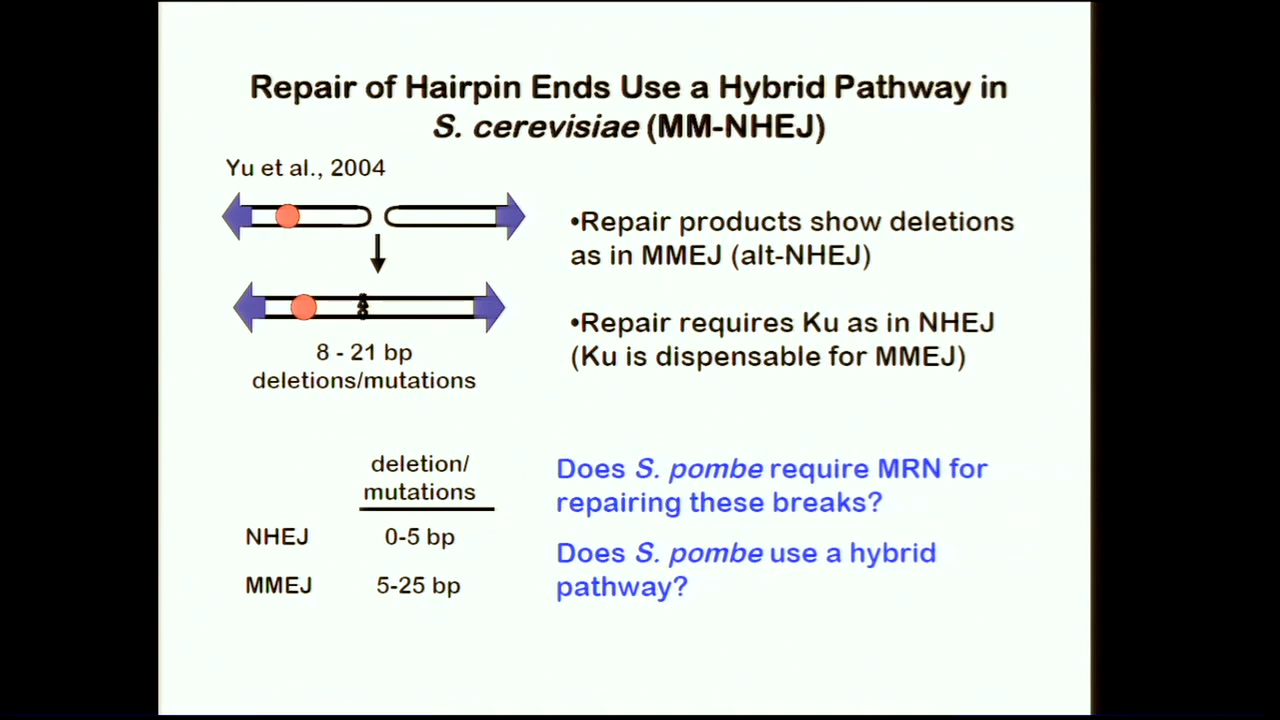 Repair of Hairpin Ends Use a Hybrid Pathway in
S. cerevisiae (MM-NHEJ)
Yu et al., 2004
•Repair products show deletions
as in MMEJ (alt-NHEJ)
•Repair requires Ku as in NHEJ
(Ku is dispensable for MMEJ)
8 - 21 bp
deletions/mutations
deletion/
mutations
NHEJ 0-5 bp
MMEJ 5-25 bp
Does S. pombe require MRN for
repairing these breaks?
Does S. pombe use a hybrid
pathway?